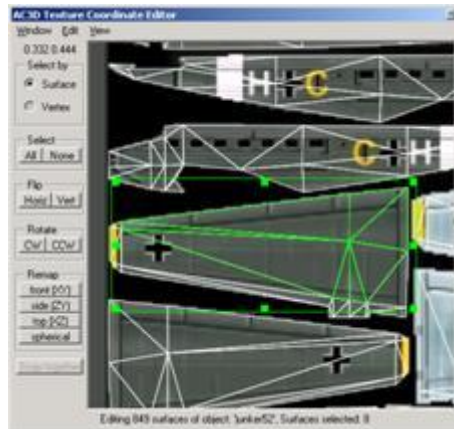 AC3D Texture Coordinate Editor
Window Edit View
0.332 0.444
Select by
Surface
Vertex
Select
All None
Flip
Horiz Vert
Rotate
CW CCW
Remap
front (XY)
side (ZY)
top (XZ)
spherical
H + C
C + H
Editing 849 surfaces of object: 'junker52', Surfaces selected: 8